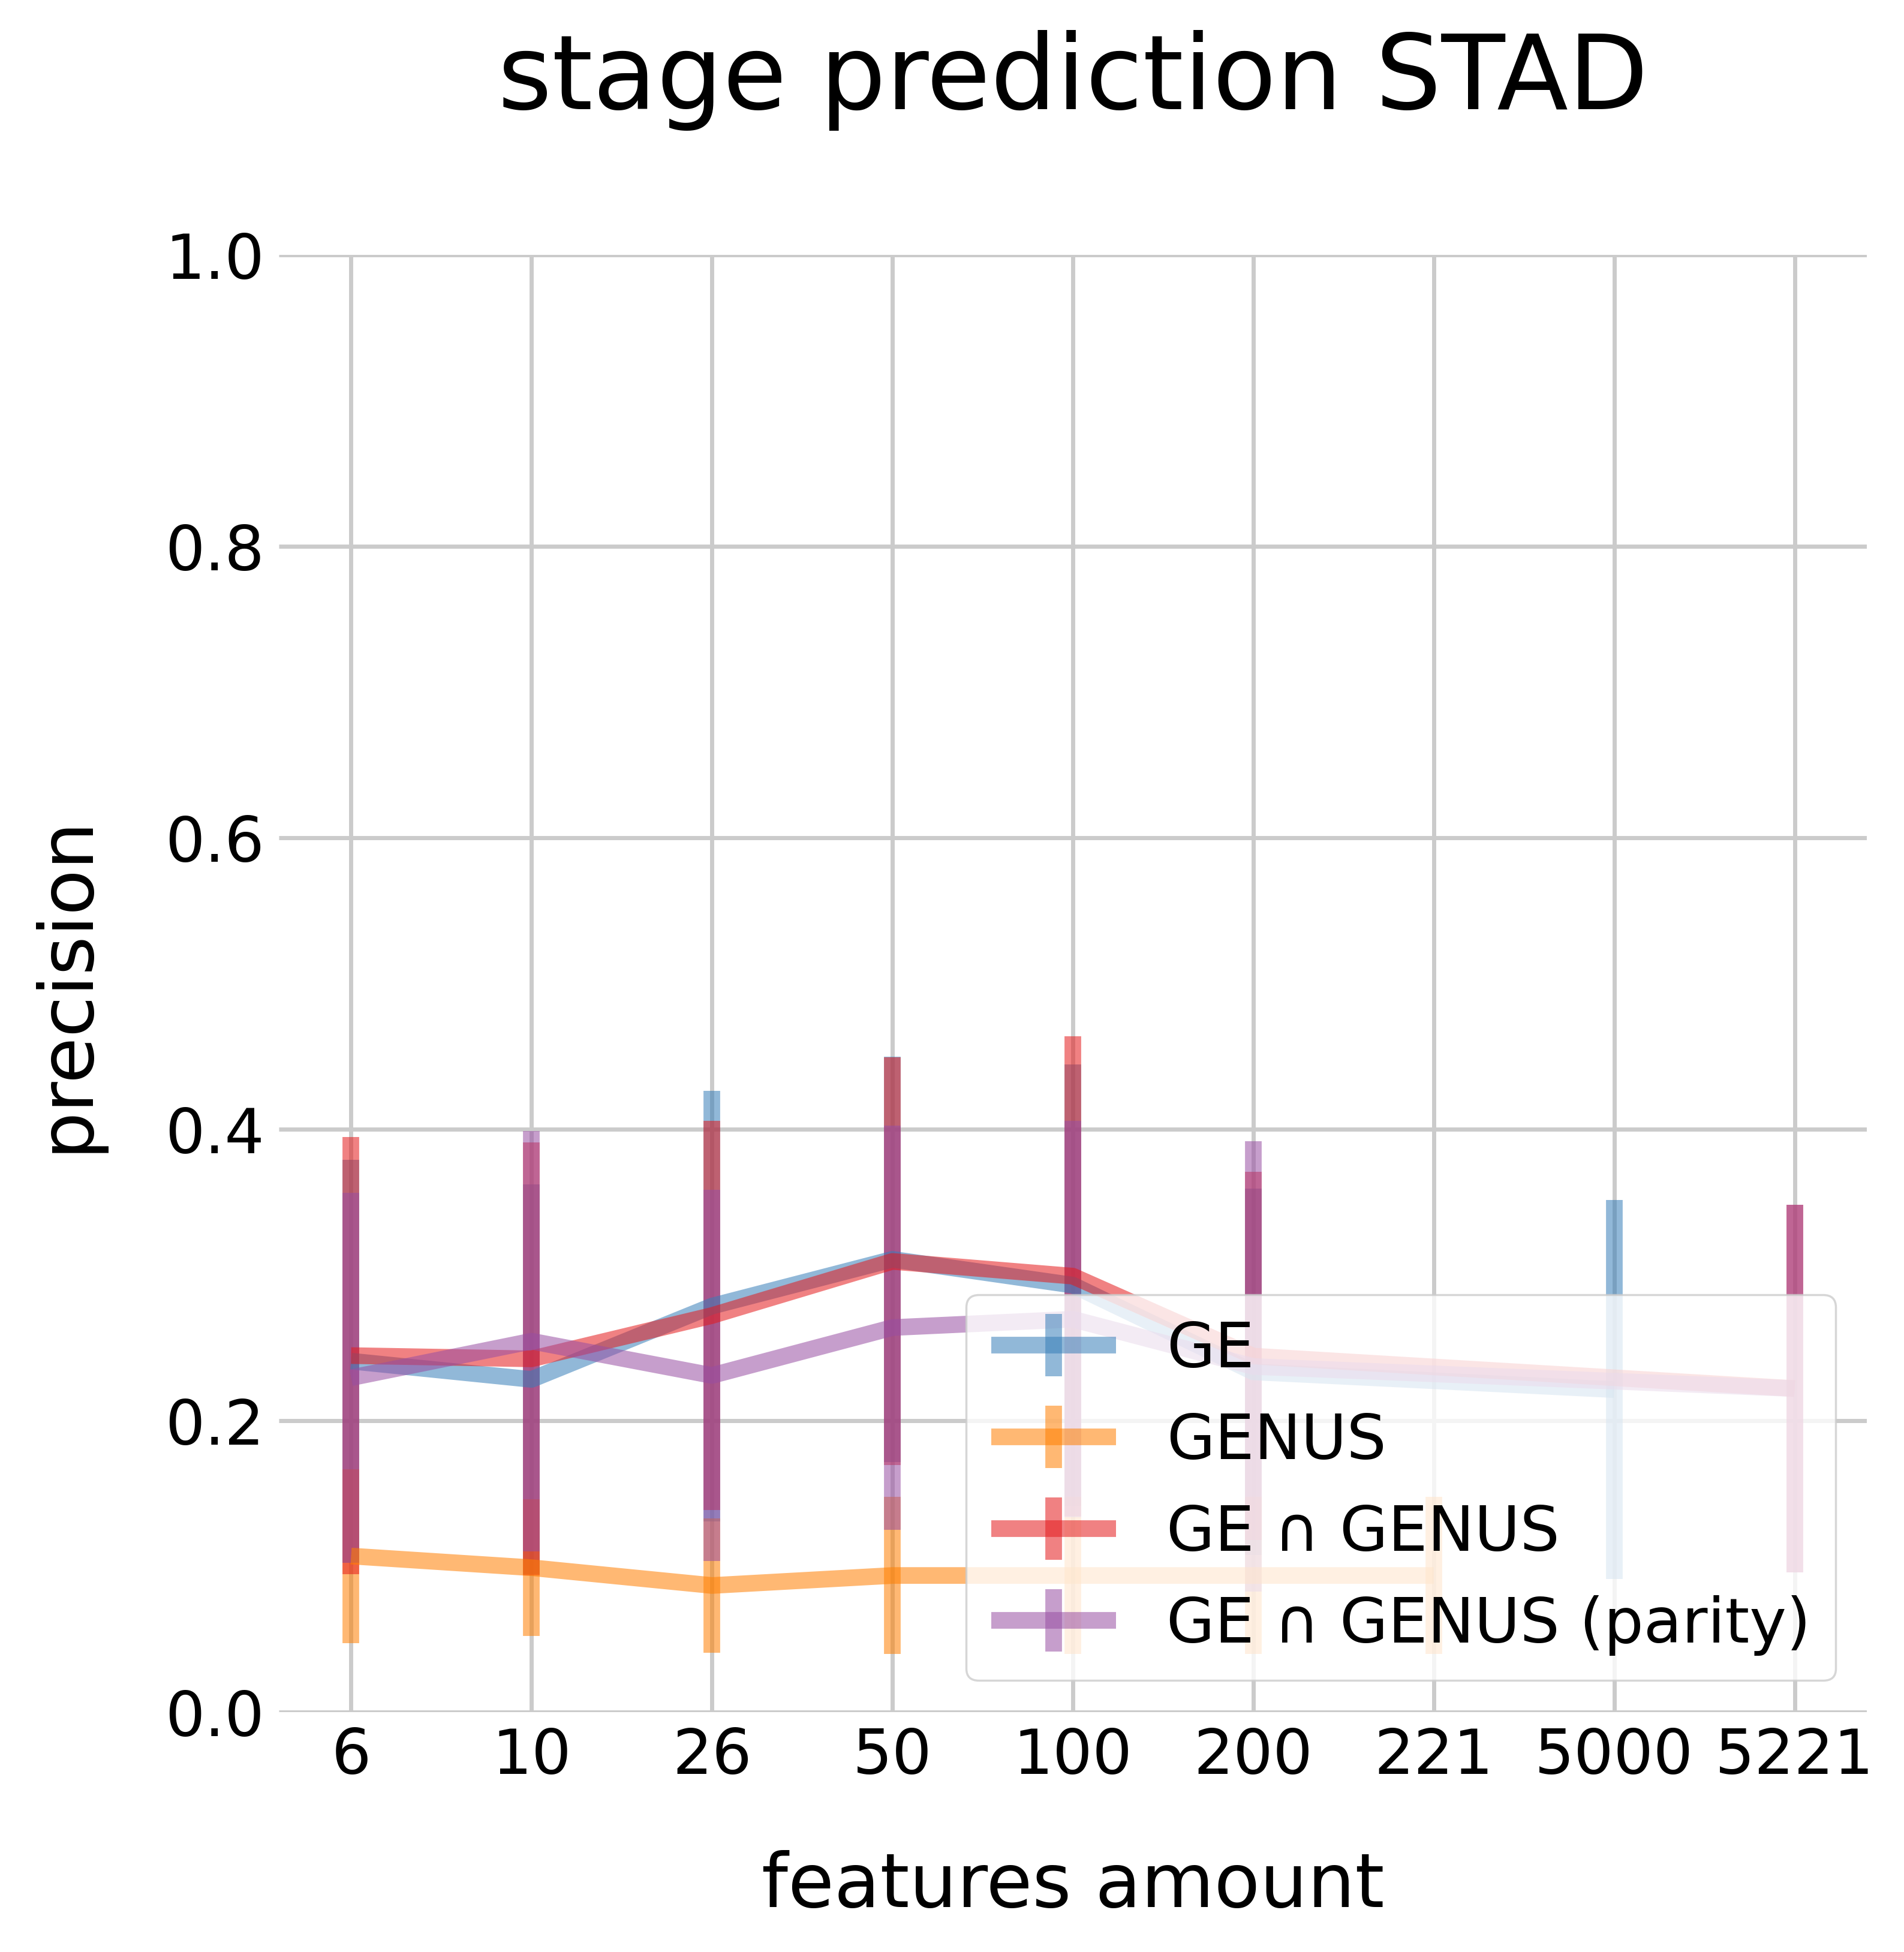 stage prediction STAD
1.0
0.8
0.6
0.4
0.2
0.0
precision
GE
GENUS
GE ∩ GENUS
GE ∩ GENUS (parity)
6 10 26 50 100 200 221 5000 5221
features amount